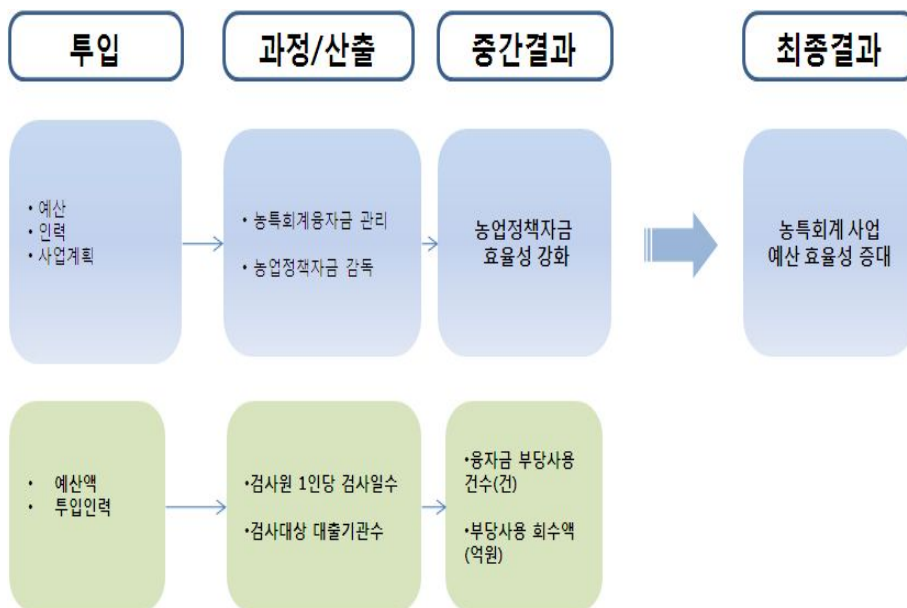 투입
과정/산출
중간결과
최종결과
• 예산
• 인력
• 사업계획
• 농특회계융자금 관리
• 농업정책자금 감독
농업정책자금
효율성 강화
농특회계 사업
예산 효율성 증대
• 예산액
• 투입인력
•검사원 1인당 검사일수
•검사대상 대출기관수
•융자금 부당사용
건수(건)
•부당사용 회수액
(억원)